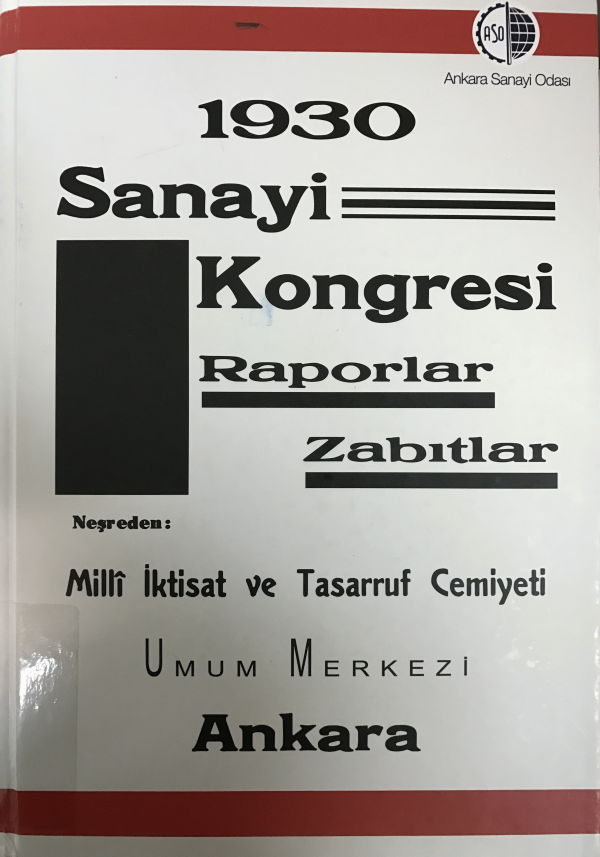 ASO
Ankara Sanayi Odası
1930
Sanayi
Kongresi
Raporlar
Zabıtlar
Neşreden:
Millî İktisat ve Tasarruf Cemiyeti
UMUM MERKEZİ
Ankara